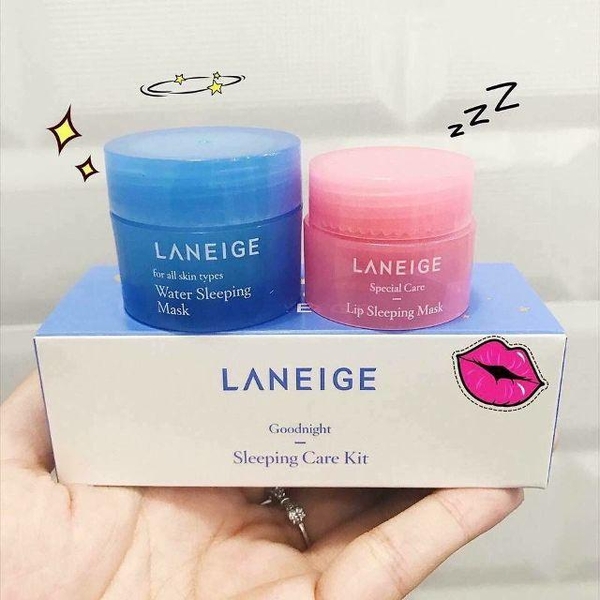 zzZ
LANEIGE
for all skin types
Water Sleeping
Mask
LANEIGE
Special Care
Lip Sleeping Mask
LANEIGE
Goodnight
Sleeping Care Kit